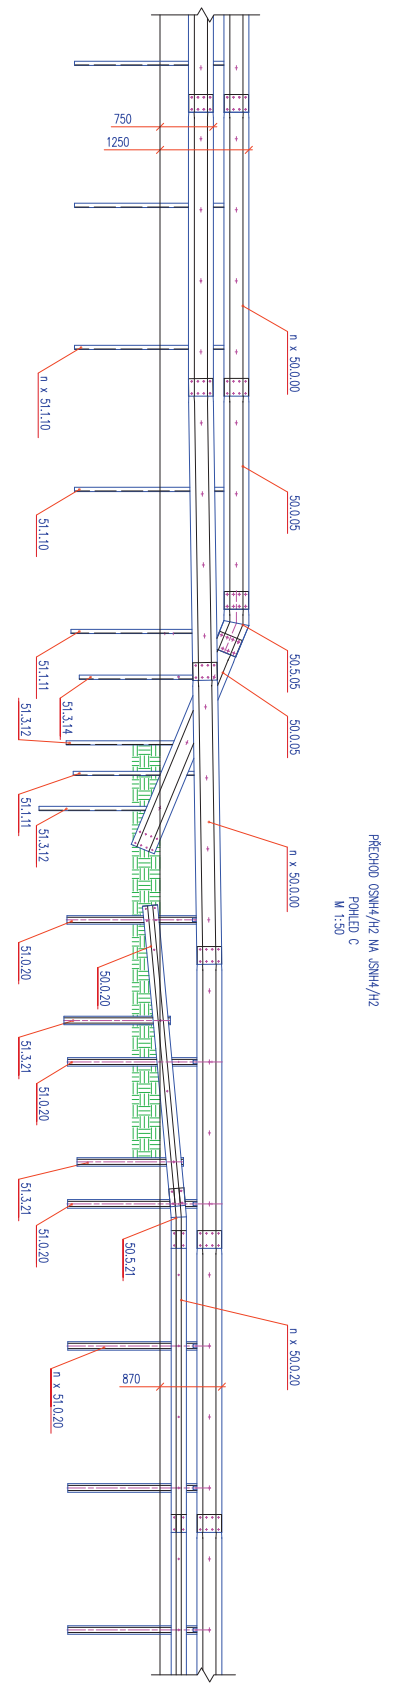 PŘECHOD OSNH4/H2 NA JSNH4/H2
POHLED C
M 1:50
750
1250
n x 50.0.00
50.0.05
50.5.05
50.0.05
n x 50.0.00
n x 50.0.20
n x 51.1.10
51.1.10
51.1.11
51.3.14
51.3.12
51.1.11
51.3.12
51.0.20
50.0.20
51.3.21
51.0.20
51.3.21
51.0.20
50.5.21
n x 51.0.20
870